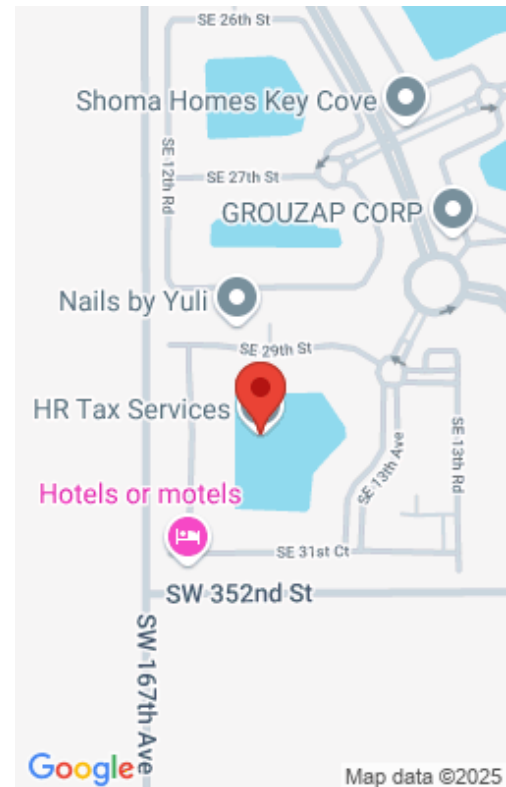 SE 26th St
Shoma Homes Key Cove
SE 12th Rd
SE 27th St
GROUZAP CORP
Nails by Yuli
SE 29th St
HR Tax Services
SE 13th Ave
SE 13th Rd
Hotels or motels
SE 31st Ct
SW 352nd St
SW 167th Ave
Google
Map data ©2025